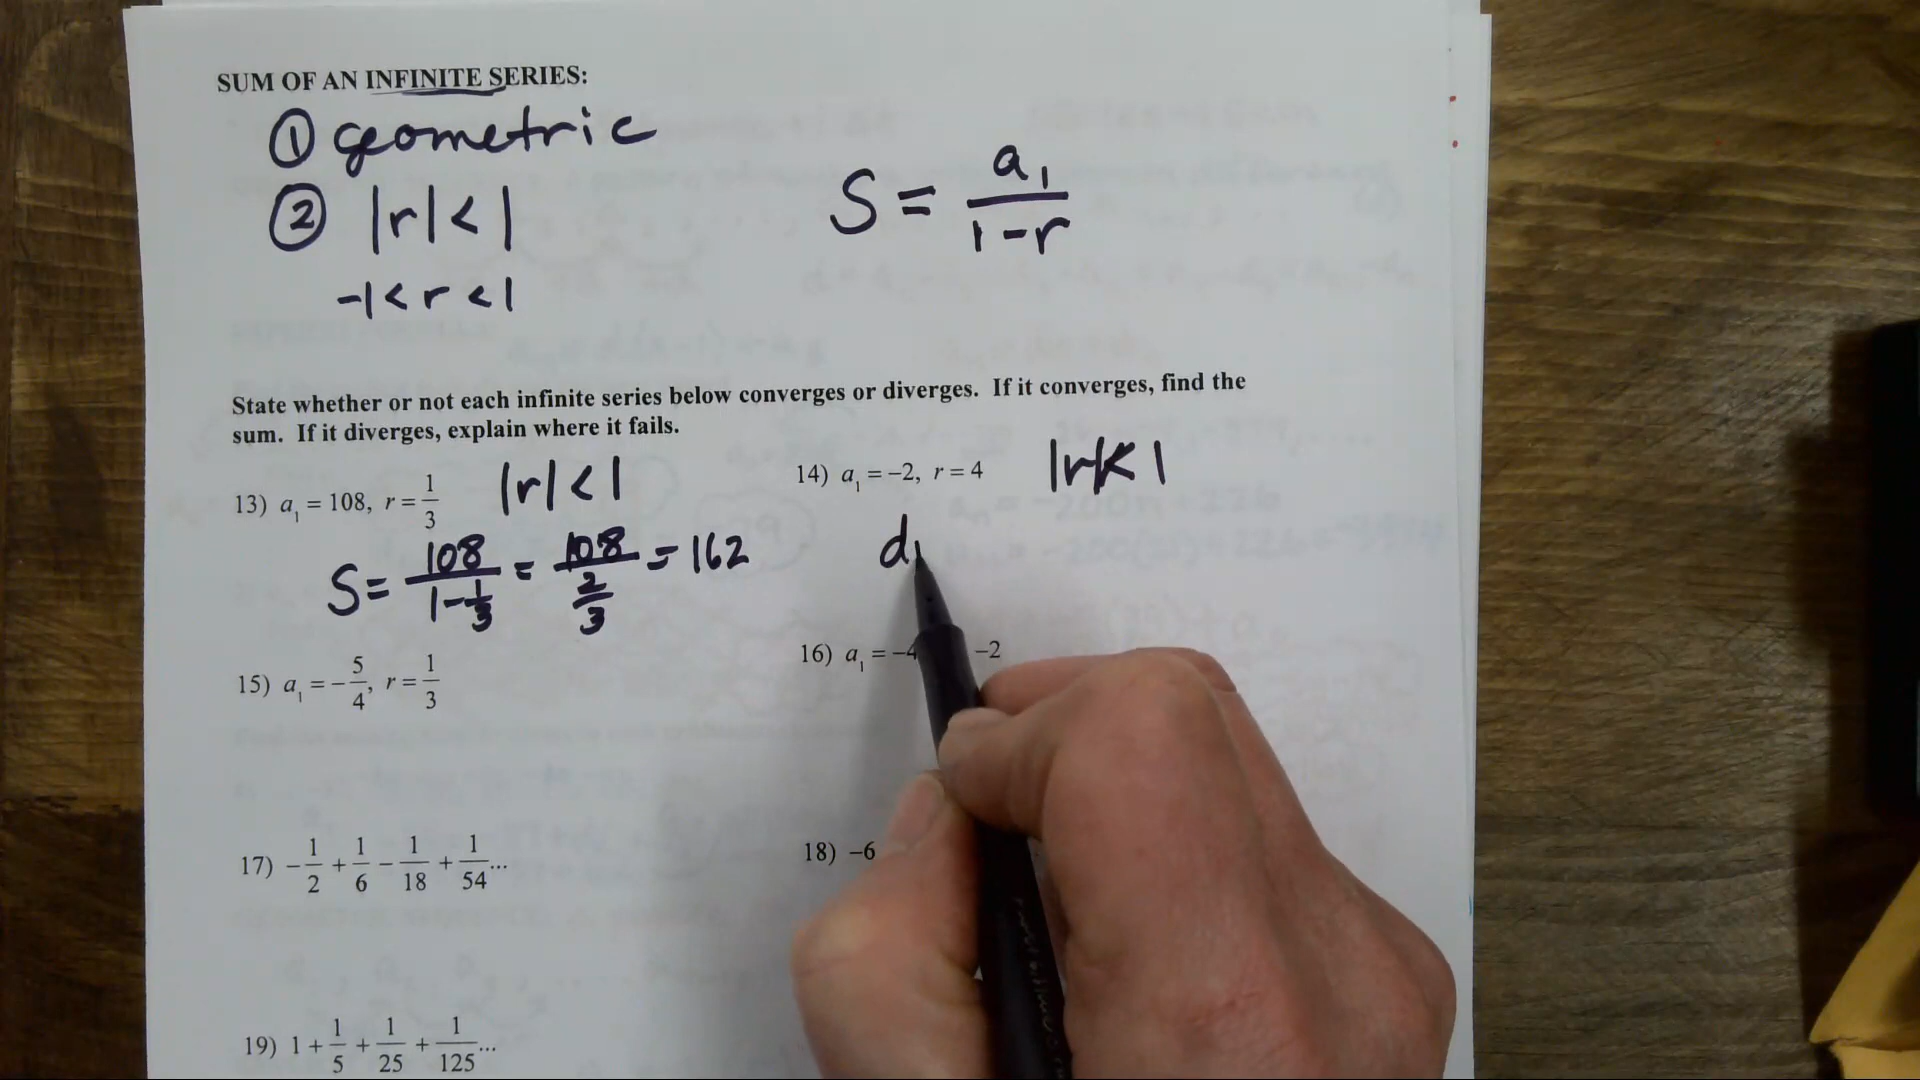 SUM OF AN INFINITE SERIES:
① geometric
② |r| < 1
-1 < r < 1
S = a₁ / (1 - r)
State whether or not each infinite series below converges or diverges. If it converges, find the
sum. If it diverges, explain where it fails.
13) a₁ = 108, r = 1/3
|r| < 1
S = 108 / (1 - 1/3) = 108 / (2/3) = 162
14) a₁ = −2, r = 4
|r| ≮ 1
di
15) a₁ = −5/4, r = 1/3
16) a₁ = −4 −2
17) −1/2 + 1/6 − 1/18 + 1/54...
18) −6
19) 1 + 1/5 + 1/25 + 1/125...